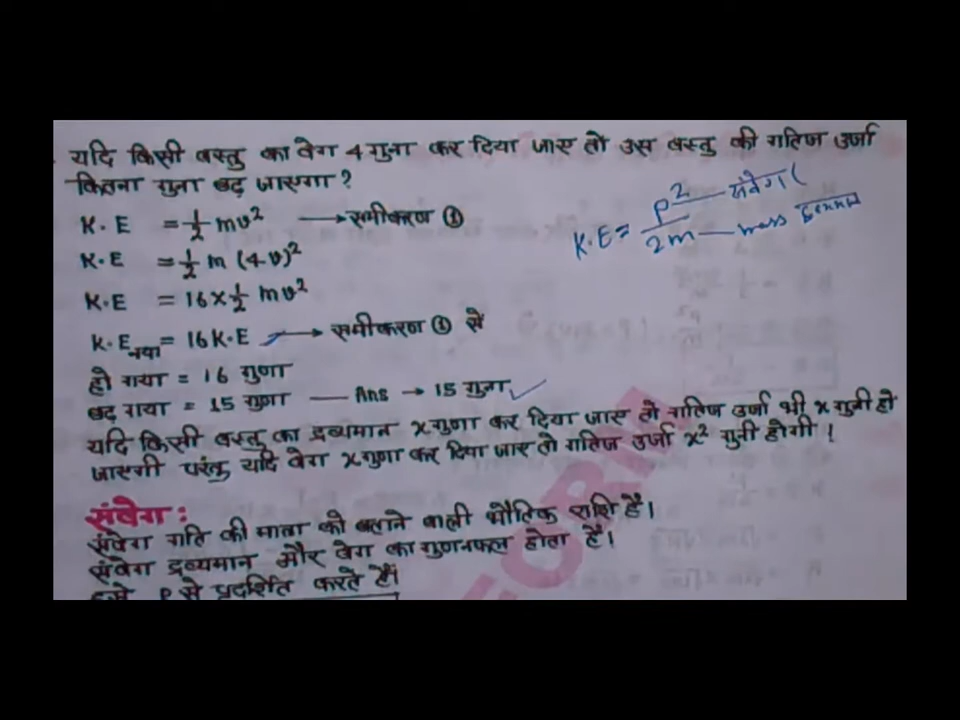 यदि किसी वस्तु का वेग 4 गुना कर दिया जाए तो उस वस्तु की गतिज उर्जा
कितना गुना बढ़ जाएगा?
K.E = 1/2 mv² → समीकरण ①
K.E = p²/2m
संवेग
mass
K.E = 1/2 m (4v)²
K.E = 16 × 1/2 mv²
K.E नया = 16 K.E → समीकरण ① से
हो गया = 16 गुणा
बढ़ गया = 15 गुणा — Ans → 15 गुना
यदि किसी वस्तु का द्रव्यमान x गुणा कर दिया जाए तो गतिज उर्जा भी x गुनी हो
जाएगी परंतु यदि वेग x गुणा कर दिया जाए तो गतिज उर्जा x² गुनी होगी।
संवेग:
संवेग गति की मात्रा को बताने वाली भौतिक राशि है।
संवेग द्रव्यमान और वेग का गुणनफल होता है।
इसे P से प्रदर्शित करते हैं।